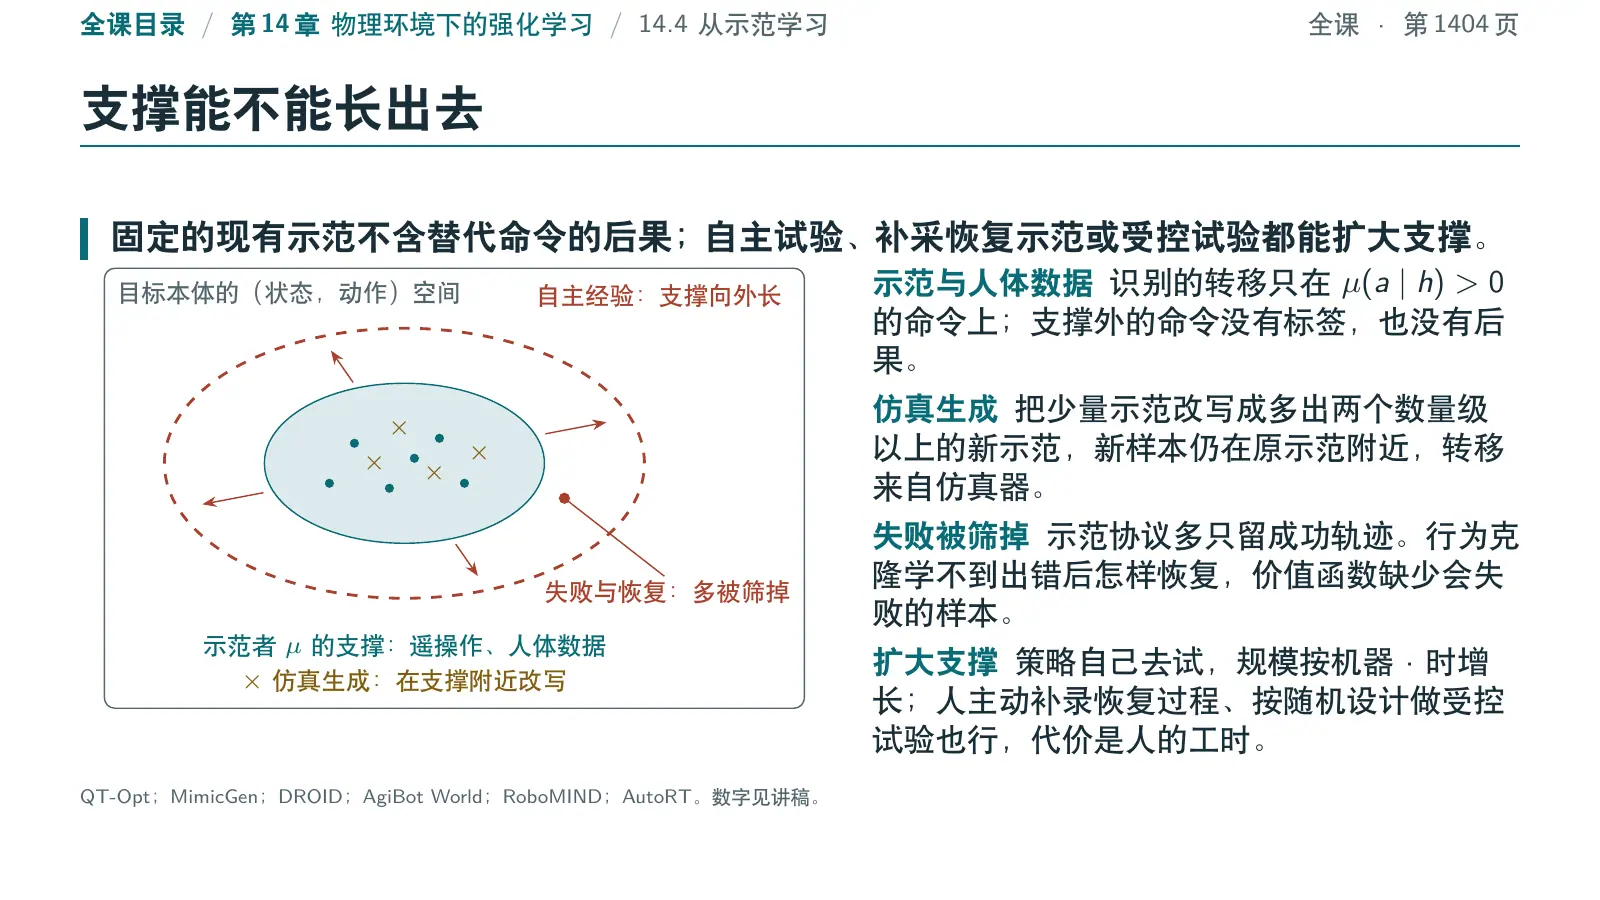 全课目录 / 第 14 章 物理环境下的强化学习 / 14.4 从示范学习
全课 · 第 1404 页
支撑能不能长出去
固定的现有示范不含替代命令的后果；自主试验、补采恢复示范或受控试验都能扩大支撑。
目标本体的（状态，动作）空间
自主经验：支撑向外长
失败与恢复：多被筛掉
示范者 μ 的支撑：遥操作、人体数据
× 仿真生成：在支撑附近改写
示范与人体数据 识别的转移只在 μ(a | h) > 0
的命令上；支撑外的命令没有标签，也没有后
果。
仿真生成 把少量示范改写成多出两个数量级
以上的新示范，新样本仍在原示范附近，转移
来自仿真器。
失败被筛掉 示范协议多只留成功轨迹。行为克
隆学不到出错后怎样恢复，价值函数缺少会失
败的样本。
扩大支撑 策略自己去试，规模按机器 · 时增
长；人主动补录恢复过程、按随机设计做受控
试验也行，代价是人的工时。
QT-Opt；MimicGen；DROID；AgiBot World；RoboMIND；AutoRT。数字见讲稿。